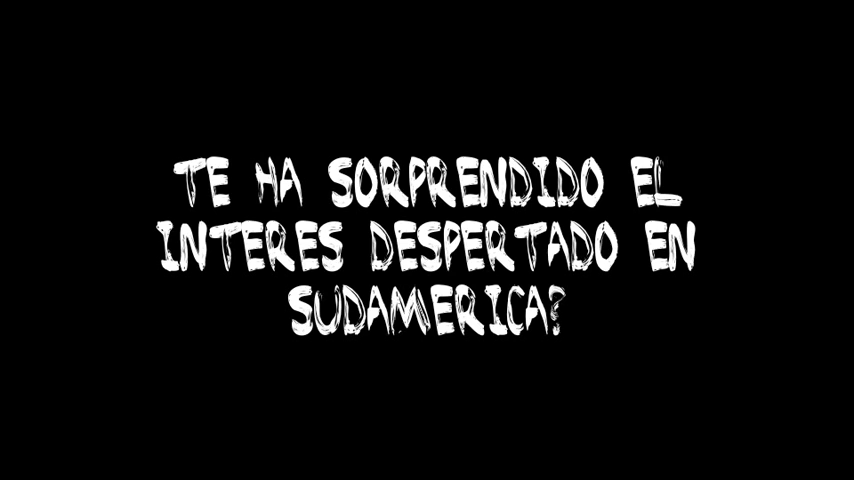 TE HA SORPRENDIDO EL
INTERES DESPERTADO EN
SUDAMERICA?